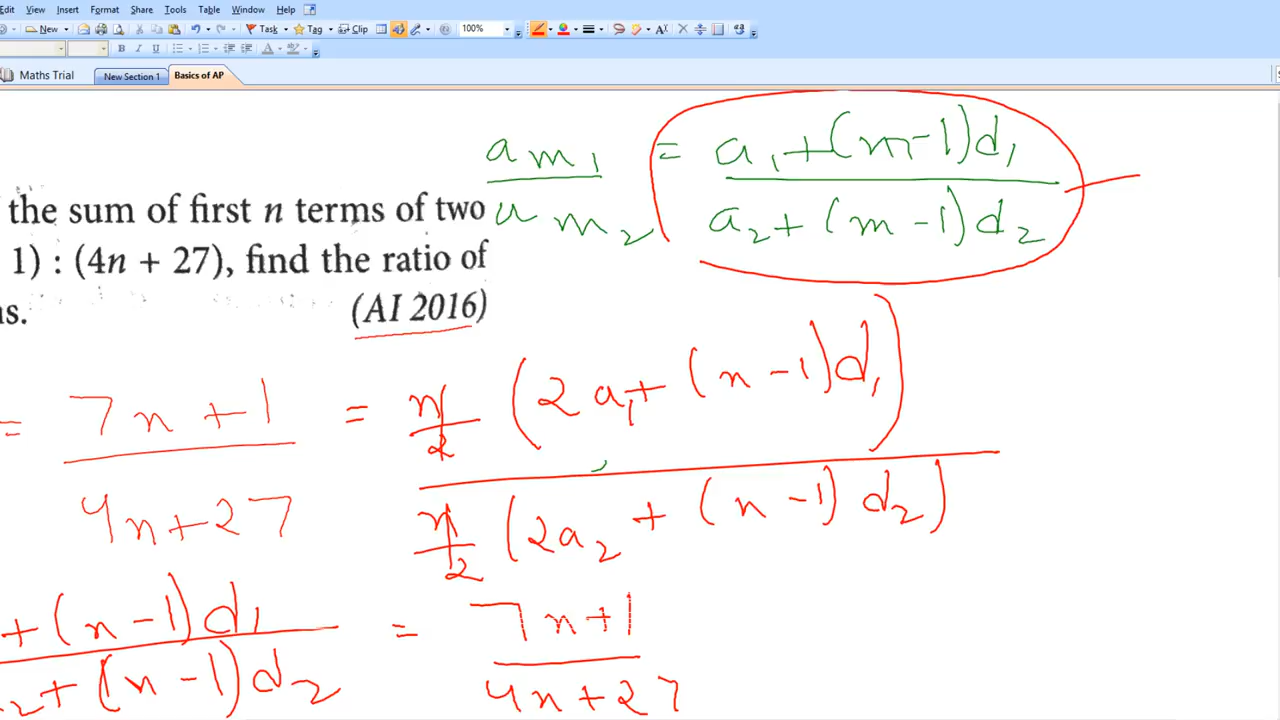 Edit View Insert Format Share Tools Table Window Help
New Task Tag Clip 100%
B I U
Maths Trial New Section 1 Basics of AP
the sum of first n terms of two
1) : (4n + 27), find the ratio of
ns.
(AI 2016)
am₁ / am₂ = a₁+(m-1)d₁ / a₂+(m-1)d₂
= 7n+1 / 4n+27 = n/2 (2a₁+(n-1)d₁) / n/2 (2a₂+(n-1)d₂)
+(n-1)d₁ / a₂+(n-1)d₂ = 7n+1 / 4n+27